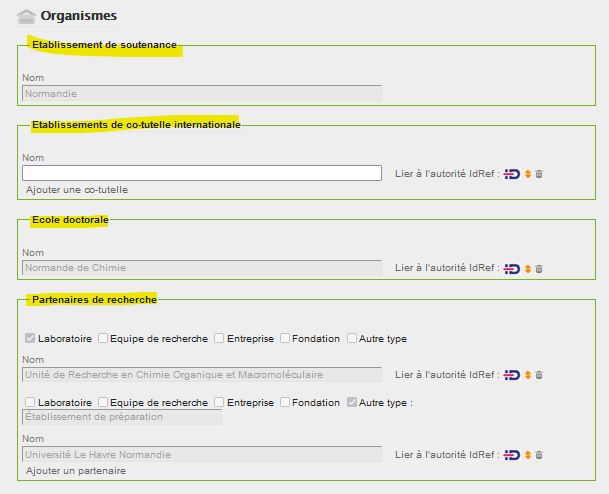 Organismes
Etablissement de soutenance
Nom
Normandie
Etablissements de co-tutelle internationale
Nom
Lier à l'autorité IdRef :
Ajouter une co-tutelle
Ecole doctorale
Nom
Normande de Chimie Lier à l'autorité IdRef :
Partenaires de recherche
Laboratoire Equipe de recherche Entreprise Fondation Autre type
Nom
Unité de Recherche en Chimie Organique et Macromoléculaire Lier à l'autorité IdRef :
Laboratoire Equipe de recherche Entreprise Fondation Autre type :
Établissement de préparation
Nom
Université Le Havre Normandie Lier à l'autorité IdRef :
Ajouter un partenaire